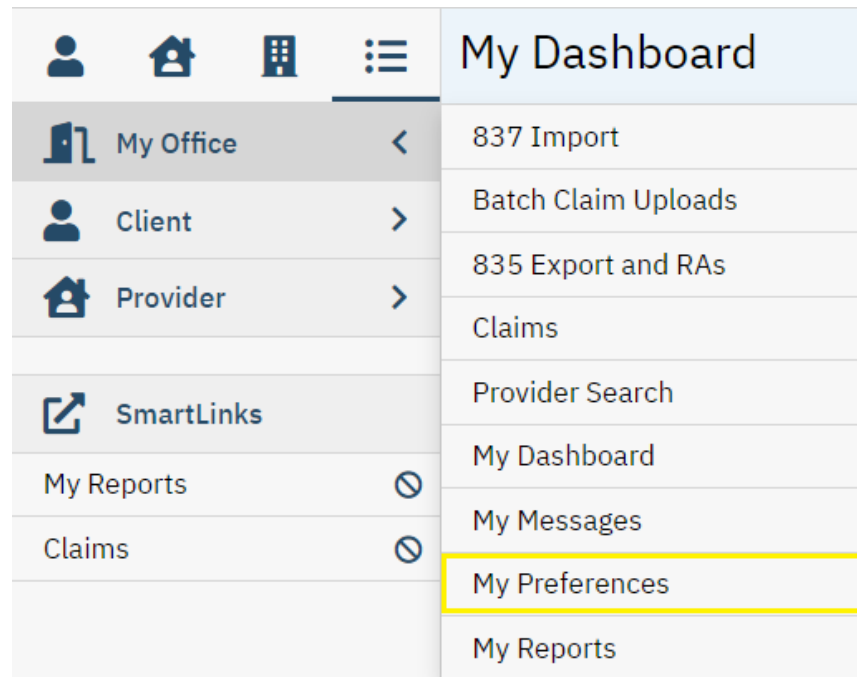 My Dashboard
My Office
Client
Provider
SmartLinks
My Reports
Claims
837 Import
Batch Claim Uploads
835 Export and RAs
Claims
Provider Search
My Dashboard
My Messages
My Preferences
My Reports